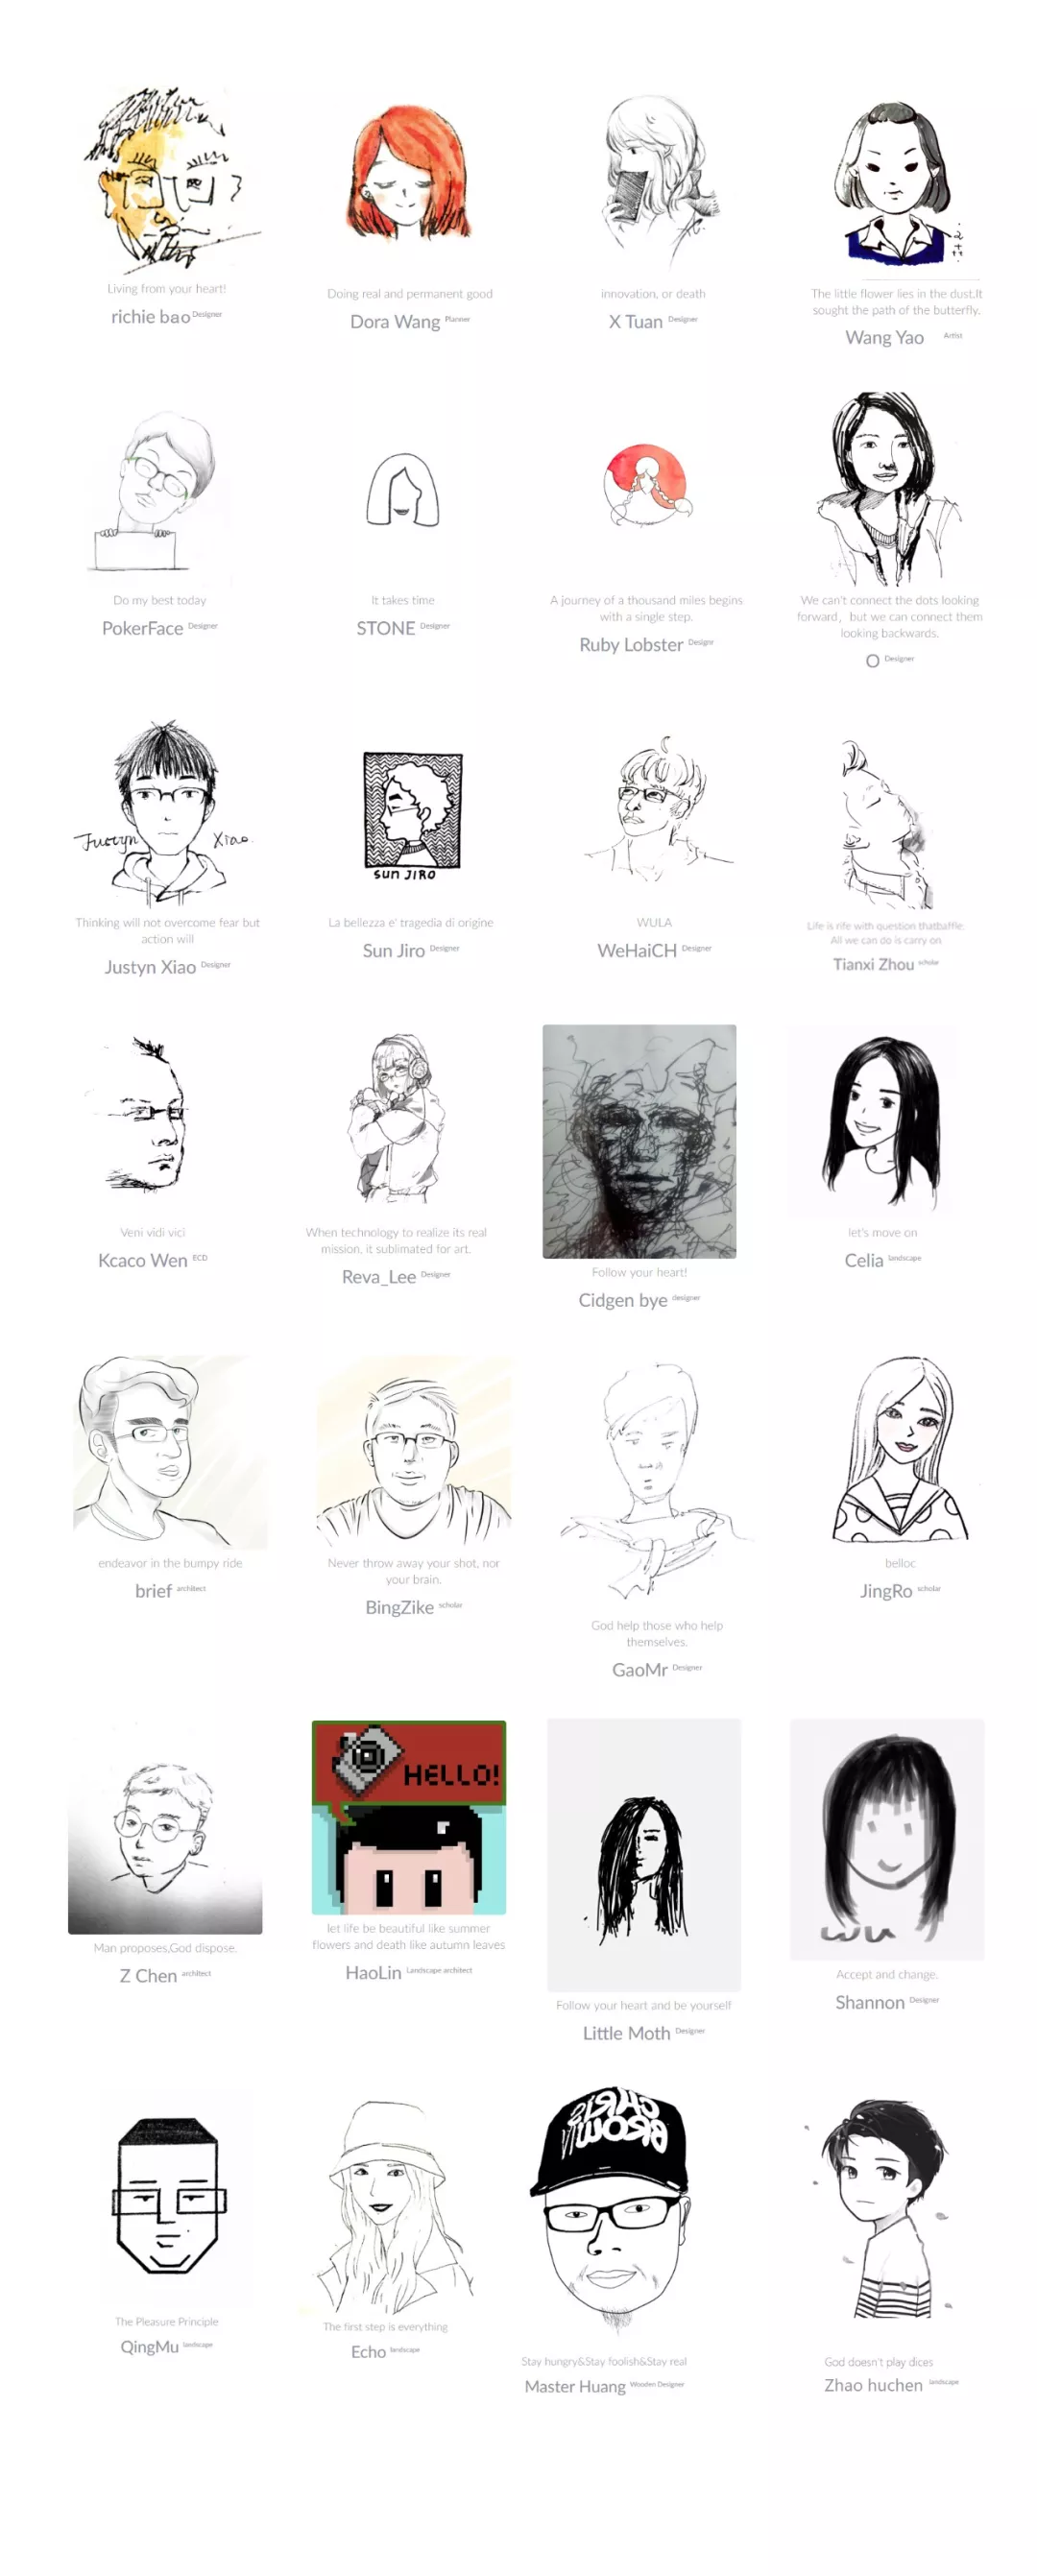 Living from your heart!
richie bao Designer
Doing real and permanent good
Dora Wang Planner
innovation, or death
X Tuan Designer
The little flower lies in the dust.It
sought the path of the butterfly.
Wang Yao Artist
Do my best today
PokerFace Designer
It takes time
STONE Designer
A journey of a thousand miles begins
with a single step.
Ruby Lobster Designr
We can't connect the dots looking
forward，but we can connect them
looking backwards.
O Designer
Justyn Xiao.
Thinking will not overcome fear but
action will
Justyn Xiao Designer
SUN JIRO
La bellezza e' tragedia di origine
Sun Jiro Designer
WULA
WeHaiCH Designer
Life is rife with question thatbaffle.
All we can do is carry on
Tianxi Zhou scholar
Veni vidi vici
Kcaco Wen ECD
When technology to realize its real
mission, it sublimated for art.
Reva_Lee Designer
Follow your heart!
Cidgen bye designer
let's move on
Celia landscape
endeavor in the bumpy ride
brief architect
Never throw away your shot, nor
your brain.
BingZike scholar
God help those who help
themselves.
GaoMr Designer
belloc
JingRo scholar
Man proposes,God dispose.
Z Chen architect
HELLO!
let life be beautiful like summer
flowers and death like autumn leaves
HaoLin Landscape architect
Follow your heart and be yourself
Little Moth Designer
wu
Accept and change.
Shannon Designer
The Pleasure Principle
QingMu landscape
The first step is everything
Echo landscape
CHRIS
BROWN
Stay hungry&Stay foolish&Stay real
Master Huang Wooden Designer
God doesn't play dices
Zhao huchen landscape